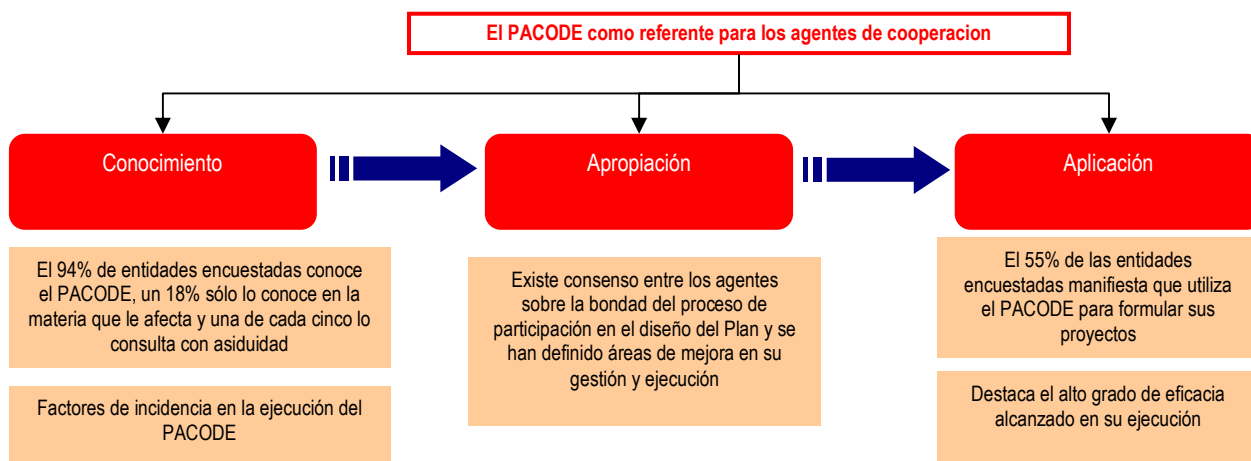 El PACODE como referente para los agentes de cooperacion
Conocimiento
Apropiación
Aplicación
El 94% de entidades encuestadas conoce
el PACODE, un 18% sólo lo conoce en la
materia que le afecta y una de cada cinco lo
consulta con asiduidad
Factores de incidencia en la ejecución del
PACODE
Existe consenso entre los agentes
sobre la bondad del proceso de
participación en el diseño del Plan y se
han definido áreas de mejora en su
gestión y ejecución
El 55% de las entidades
encuestadas manifiesta que utiliza
el PACODE para formular sus
proyectos
Destaca el alto grado de eficacia
alcanzado en su ejecución